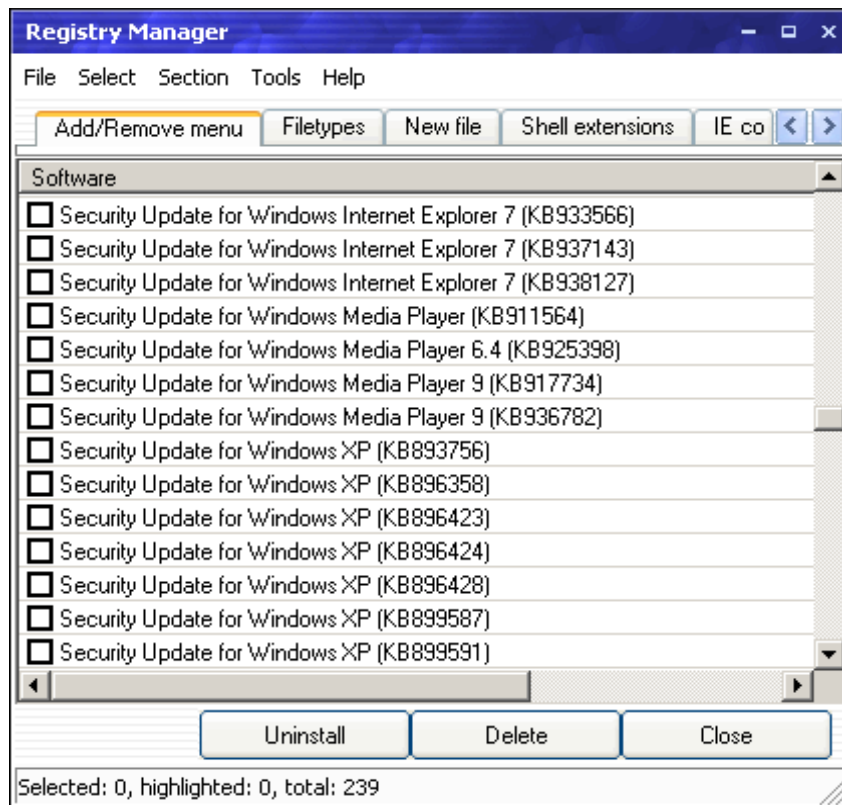 Registry Manager
File Select Section Tools Help
Add/Remove menu Filetypes New file Shell extensions IE co
Software
Security Update for Windows Internet Explorer 7 (KB933566)
Security Update for Windows Internet Explorer 7 (KB937143)
Security Update for Windows Internet Explorer 7 (KB938127)
Security Update for Windows Media Player (KB911564)
Security Update for Windows Media Player 6.4 (KB925398)
Security Update for Windows Media Player 9 (KB917734)
Security Update for Windows Media Player 9 (KB936782)
Security Update for Windows XP (KB893756)
Security Update for Windows XP (KB896358)
Security Update for Windows XP (KB896423)
Security Update for Windows XP (KB896424)
Security Update for Windows XP (KB896428)
Security Update for Windows XP (KB899587)
Security Update for Windows XP (KB899591)
Uninstall Delete Close
Selected: 0, highlighted: 0, total: 239